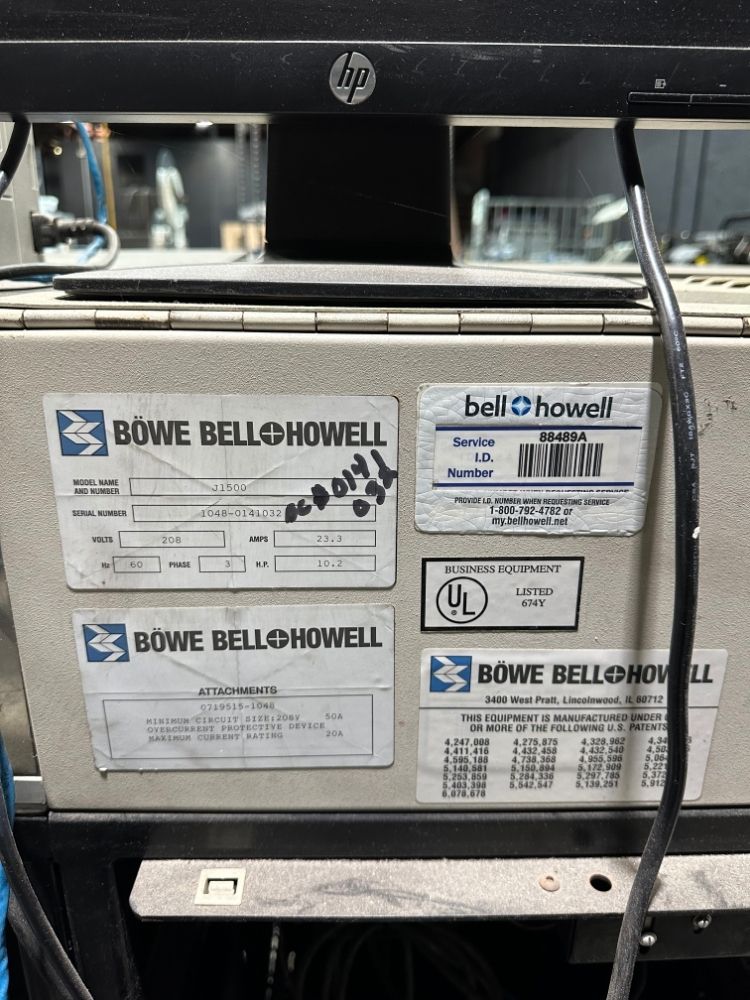 hp
BÖWE BELL HOWELL
MODEL NAME AND NUMBER J1500
SERIAL NUMBER 1048-0141032
VOLTS 208 AMPS 23.3
Hz 60 PHASE 3 H.P. 10.2
0141
032
bell howell
Service I.D. Number
88489A
PROVIDE I.D. NUMBER WHEN REQUESTING SERVICE
1-800-792-4782 or
my.bellhowell.net
BUSINESS EQUIPMENT
UL
®
LISTED
674Y
BÖWE BELL HOWELL
ATTACHMENTS
0719515-1048
MINIMUM CIRCUIT SIZE:208V 50A
OVERCURRENT PROTECTIVE DEVICE
MAXIMUM CURRENT RATING 20A
BÖWE BELL HOWELL
3400 West Pratt, Lincolnwood, IL 60712
THIS EQUIPMENT IS MANUFACTURED UNDER
OR MORE OF THE FOLLOWING U.S. PATENTS
4,247,008 4,275,875 4,328,962
4,411,416 4,432,458 4,432,540
4,595,188 4,738,368 4,955,596
5,140,581 5,150,894 5,172,909
5,253,859 5,284,336 5,297,785
5,403,398 5,542,547 5,139,251
6,078,678